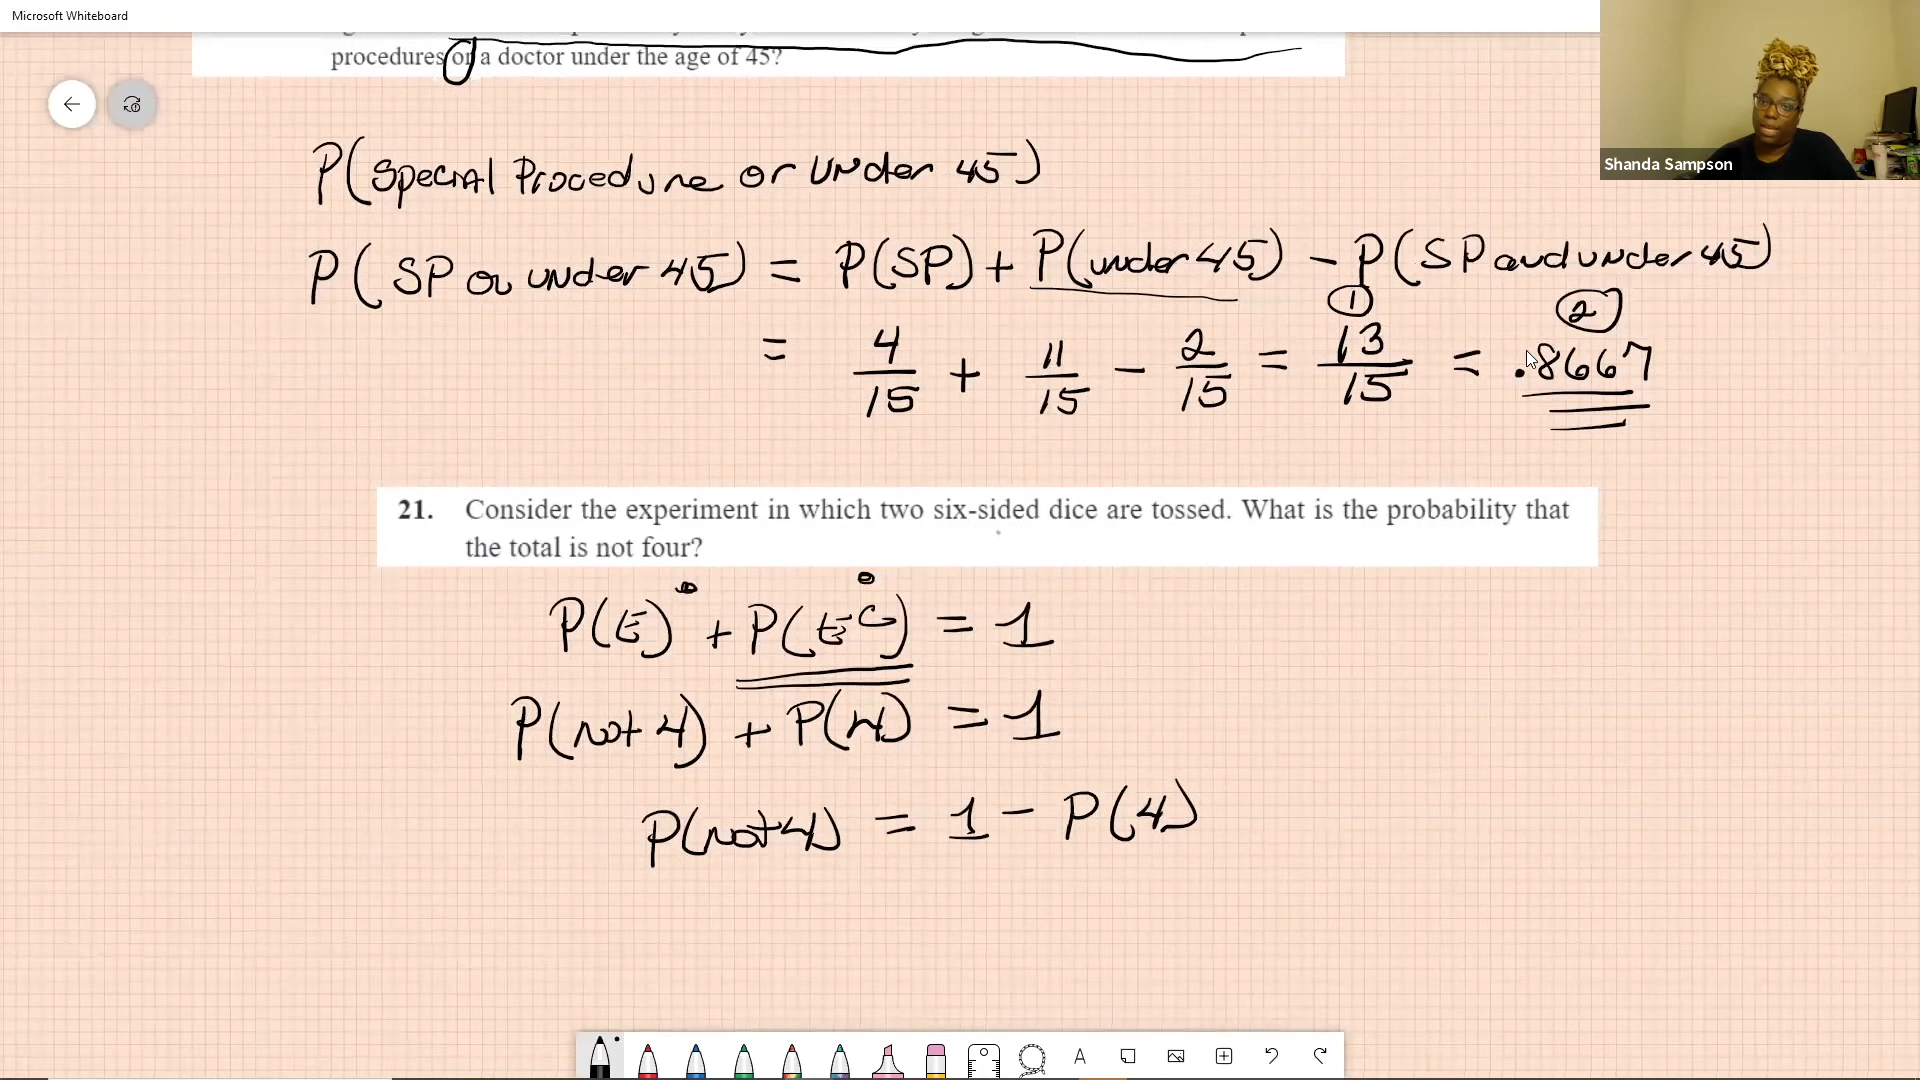 Microsoft Whiteboard
procedures or a doctor under the age of 45?
Shanda Sampson
P(Special Procedure or Under 45)
P(SP or under 45) = P(SP) + P(under 45) - P(SP and under 45)
① ②
= 4/15 + 11/15 - 2/15 = 13/15 = .8667
21. Consider the experiment in which two six-sided dice are tossed. What is the probability that
the total is not four?
P(E) + P(E^C) = 1
P(not 4) + P(4) = 1
P(not 4) = 1 - P(4)
A